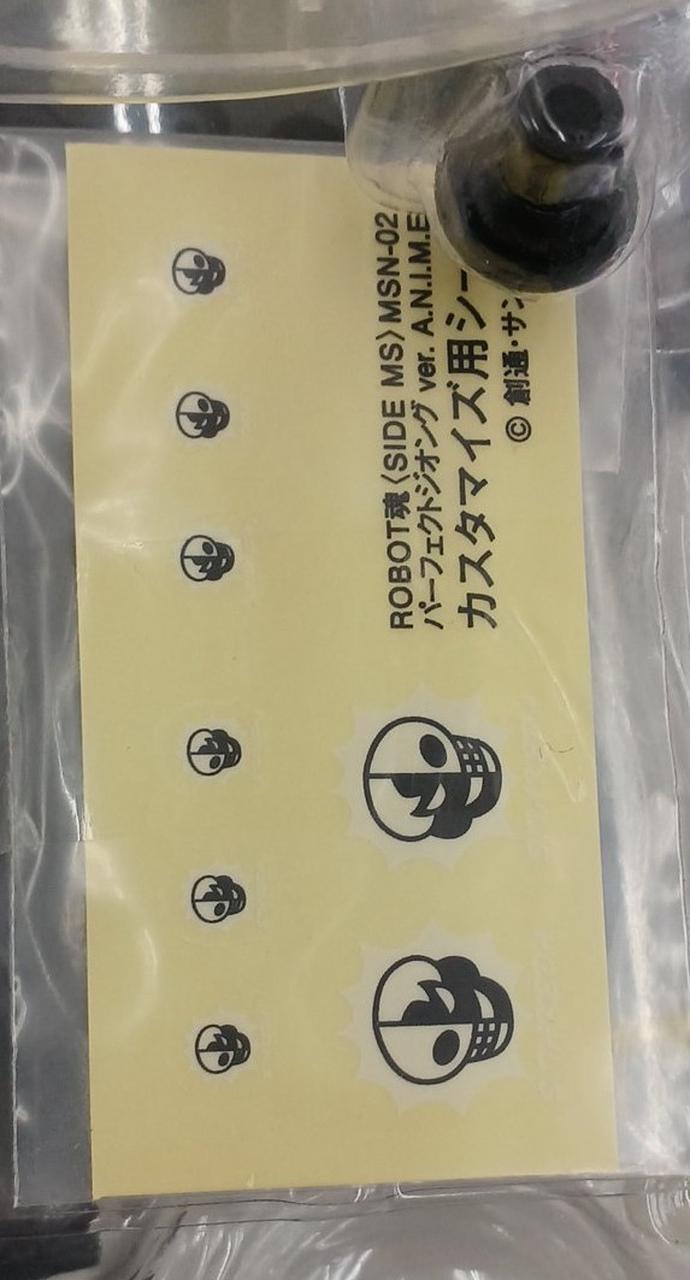 ROBOT魂〈SIDE MS〉MSN-02
パーフェクトジオング ver. A.N.I.M.E
カスタマイズ用シー
© 創通・サン